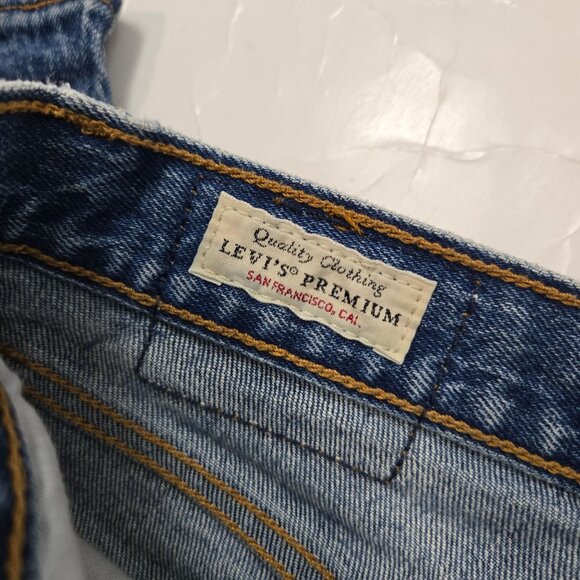 Quality Clothing
LEVI'S® PREMIUM
SAN FRANCISCO, CAL.